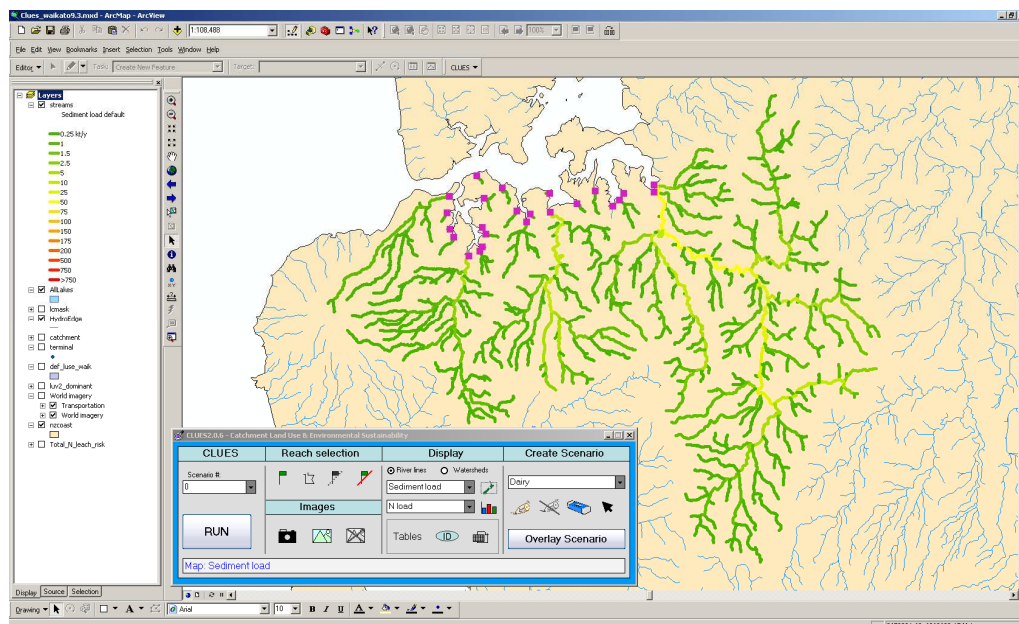 Clues_waikato9.3.mxd - ArcMap - ArcView
1:108,488
100%
File Edit View Bookmarks Insert Selection Tools Window Help
Editor Task: Create New Feature Target: CLUES
Layers
streams
Sediment load default
0.25 kt/y
1
1.5
2.5
5
10
25
50
75
100
150
175
200
500
750
>750
AllLakes
lcmask
HydroEdge
catchment
terminal
def_luse_waik
luv2_dominant
World imagery
Transportation
World imagery
nzcoast
Total_N_leach_risk
CLUES2.0.6 - Catchment Land Use & Environmental Sustainability
CLUES Reach selection Display Create Scenario
Scenario #:
0
River lines Watersheds
Sediment load
Dairy
Images
N load
RUN
Tables ID
Overlay Scenario
Map: Sediment load
Display Source Selection
Drawing A Arial 10 B I U A